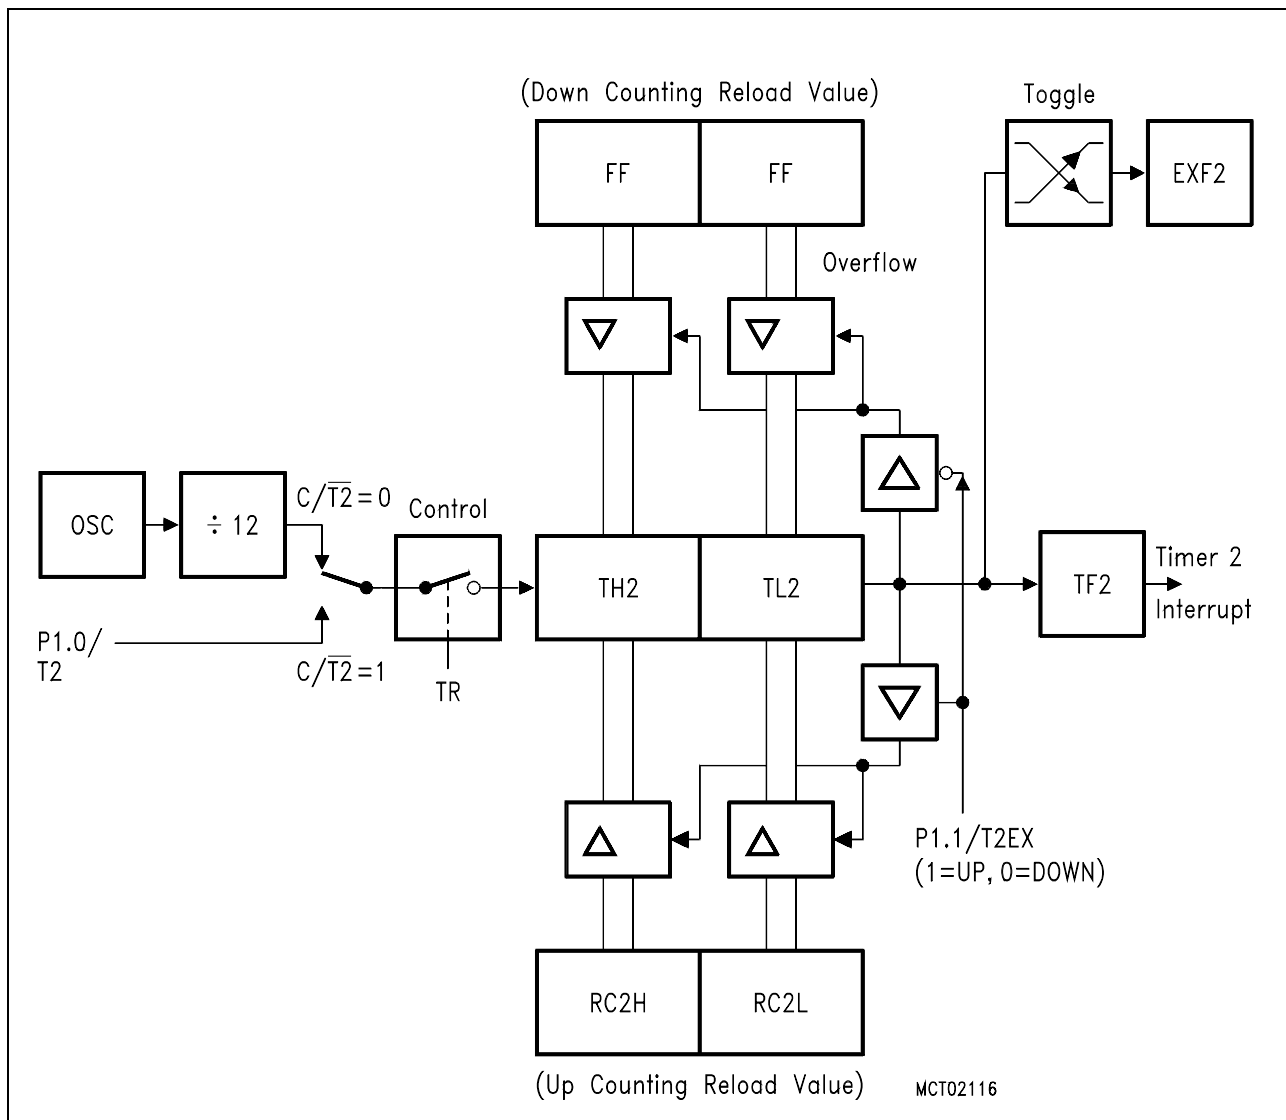 (Down Counting Reload Value)
Toggle
FF
FF
EXF2
Overflow
OSC
÷ 12
C/T̅2̅=0
Control
TH2
TL2
TF2
Timer 2
Interrupt
P1.0/
T2
C/T̅2̅=1
TR
P1.1/T2EX
(1=UP, 0=DOWN)
RC2H
RC2L
(Up Counting Reload Value)
MCT02116